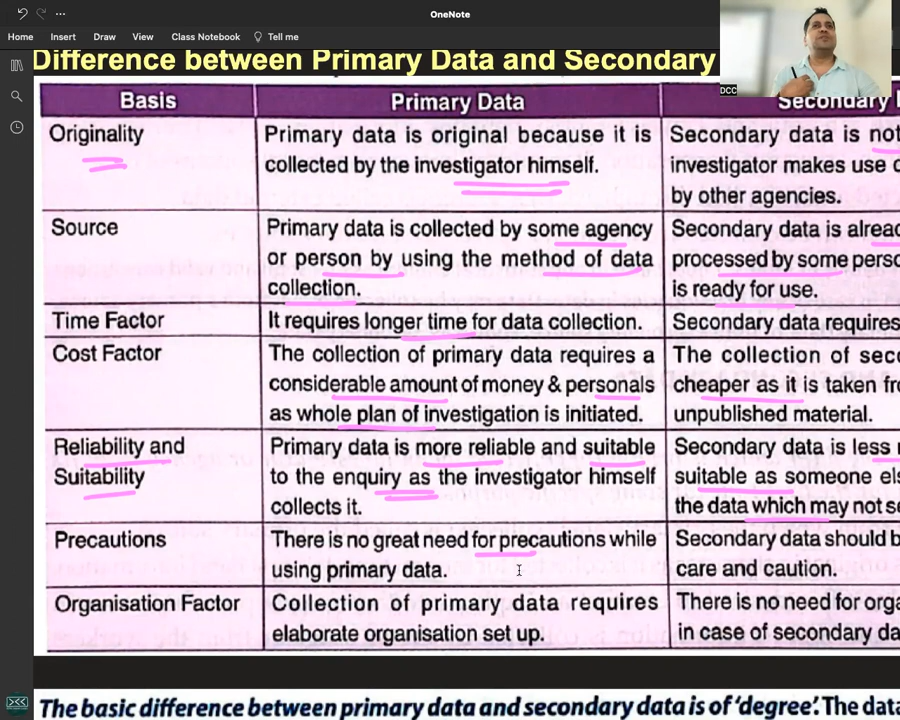 OneNote
Home Insert Draw View Class Notebook Tell me
Difference between Primary Data and Secondary
DCC
Basis Primary Data Secondary
Originality Primary data is original because it is Secondary data is not
collected by the investigator himself. investigator makes use
by other agencies.
Source Primary data is collected by some agency Secondary data is
or person by using the method of data processed by some
collection. is ready for use.
Time Factor It requires longer time for data collection. Secondary data requires
Cost Factor The collection of primary data requires a The collection of
considerable amount of money & personals cheaper as it is taken
as whole plan of investigation is initiated. unpublished material.
Reliability and Primary data is more reliable and suitable Secondary data is less
Suitability to the enquiry as the investigator himself suitable as someone
collects it. the data which may not
Precautions There is no great need for precautions while Secondary data should
using primary data. care and caution.
Organisation Factor Collection of primary data requires There is no need for
elaborate organisation set up. in case of secondary
The basic difference between primary data and secondary data is of 'degree'. The